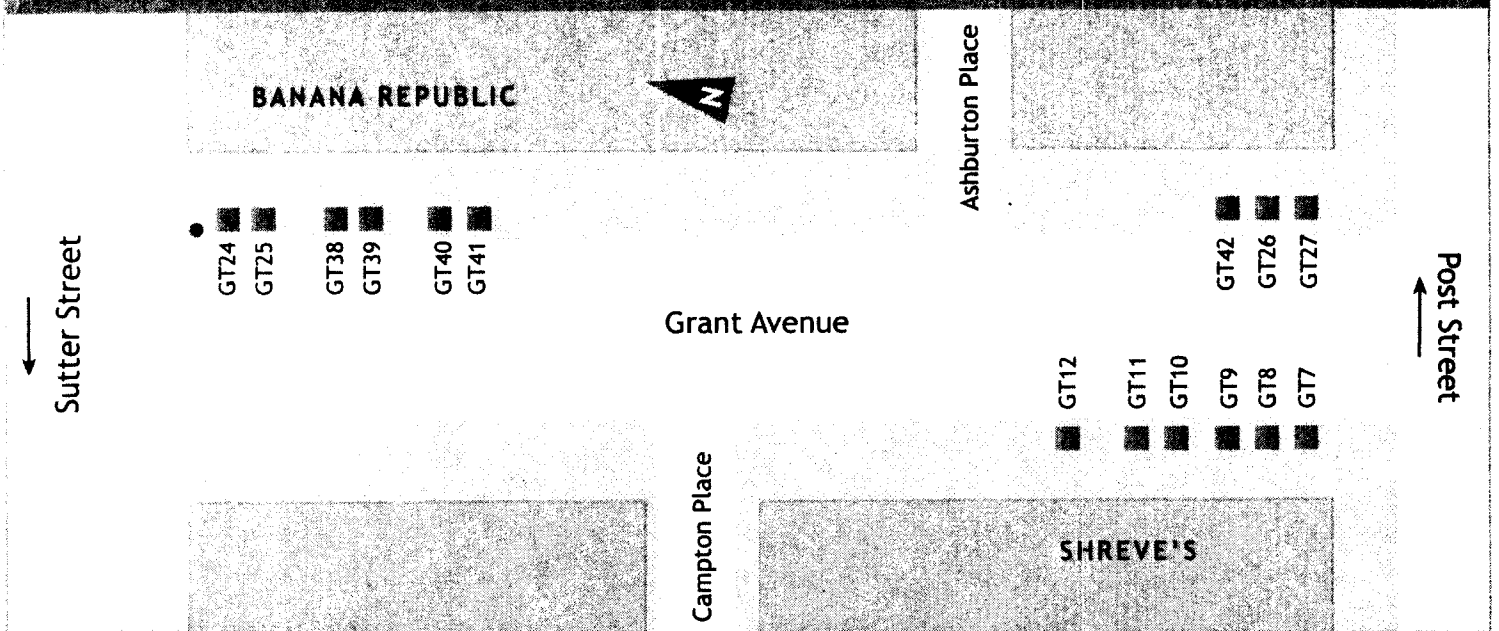 BANANA REPUBLIC
N
Ashburton Place
Sutter Street
GT24
GT25
GT38
GT39
GT40
GT41
GT42
GT26
GT27
Post Street
Grant Avenue
GT12
GT11
GT10
GT9
GT8
GT7
Campton Place
SHREVE'S